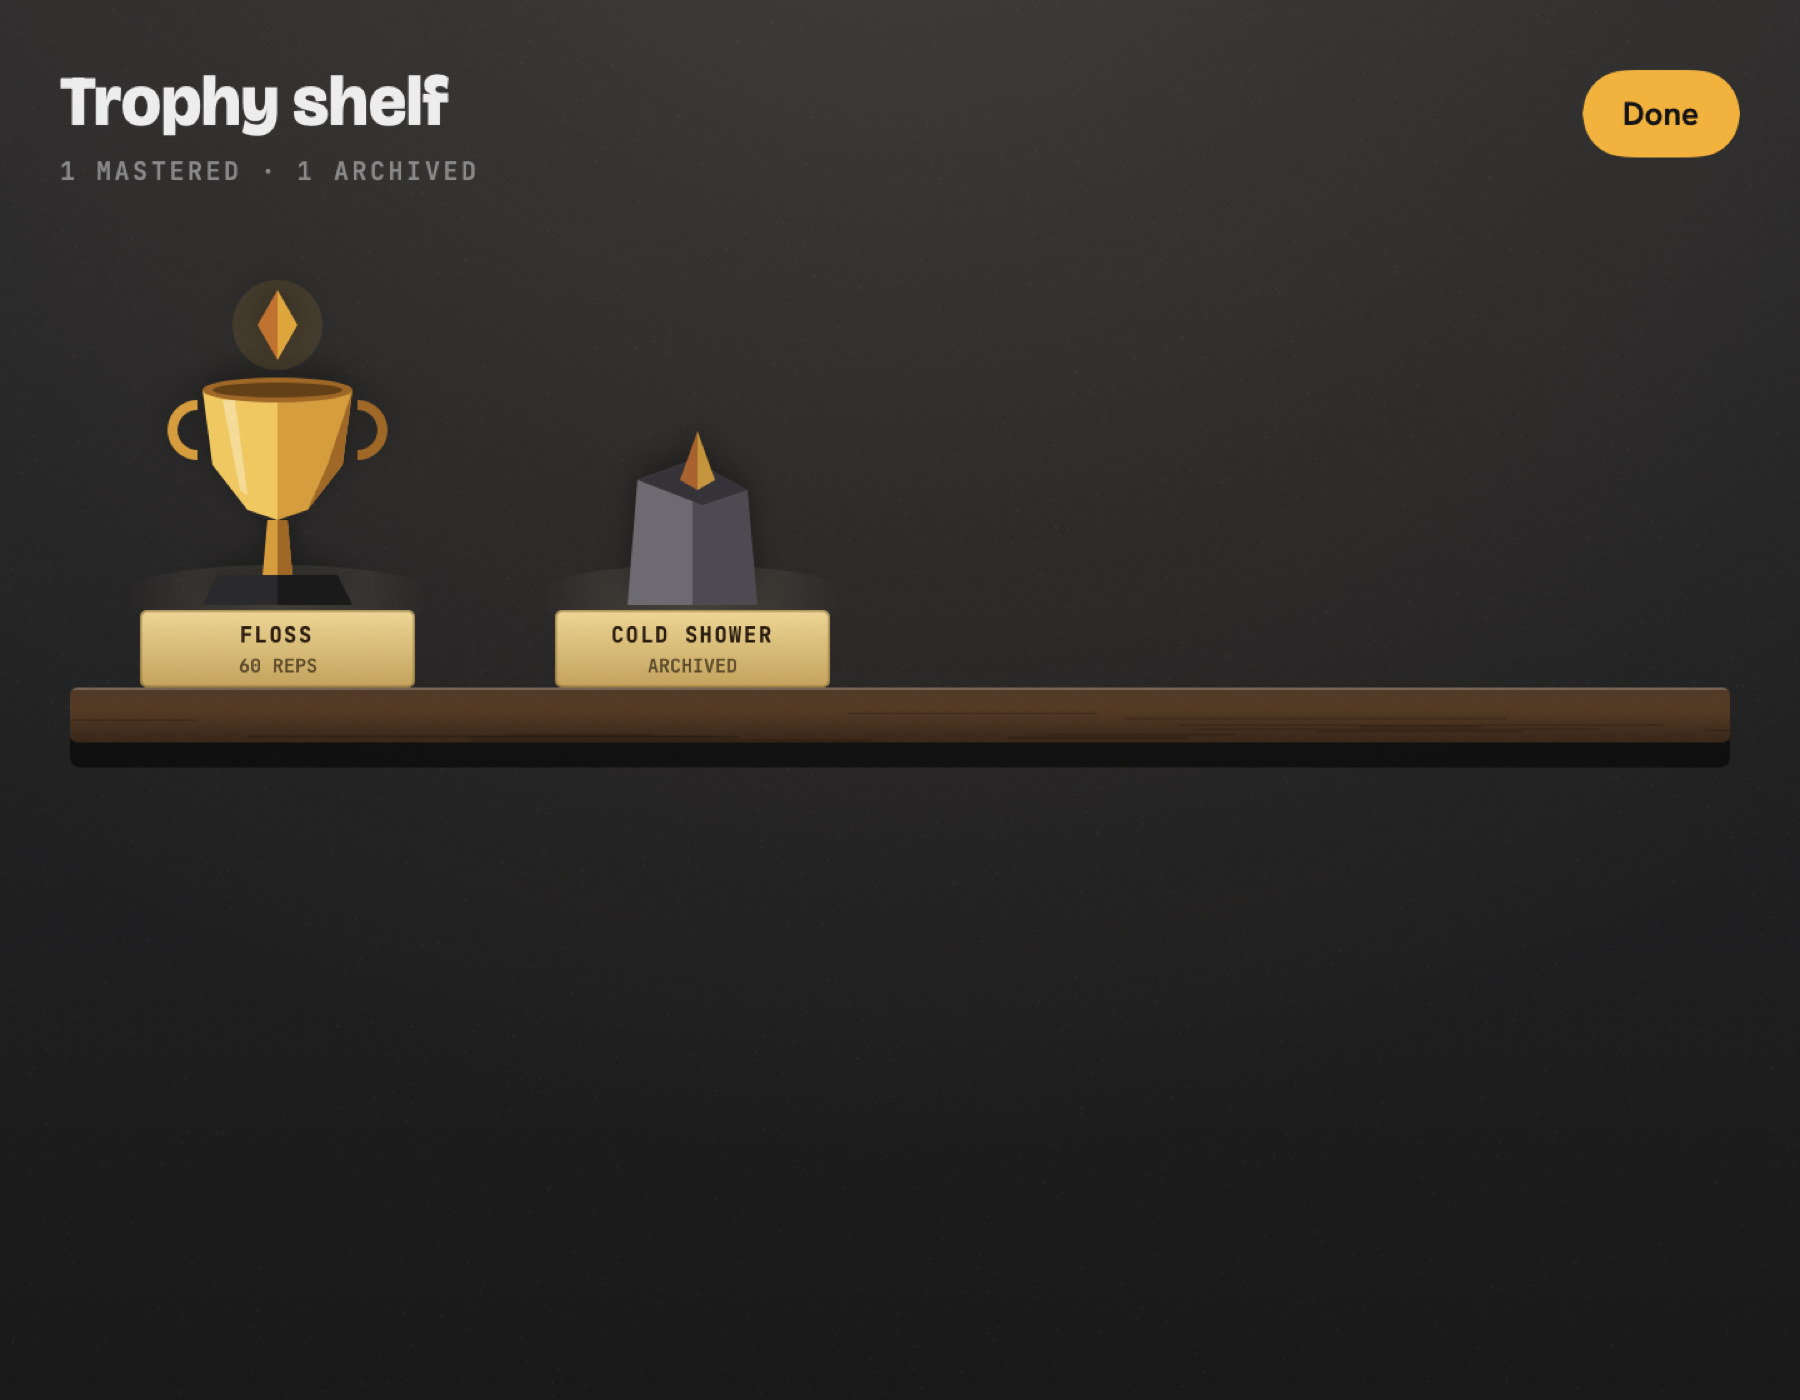 Trophy shelf
Done
1 MASTERED · 1 ARCHIVED
FLOSS
60 REPS
COLD SHOWER
ARCHIVED